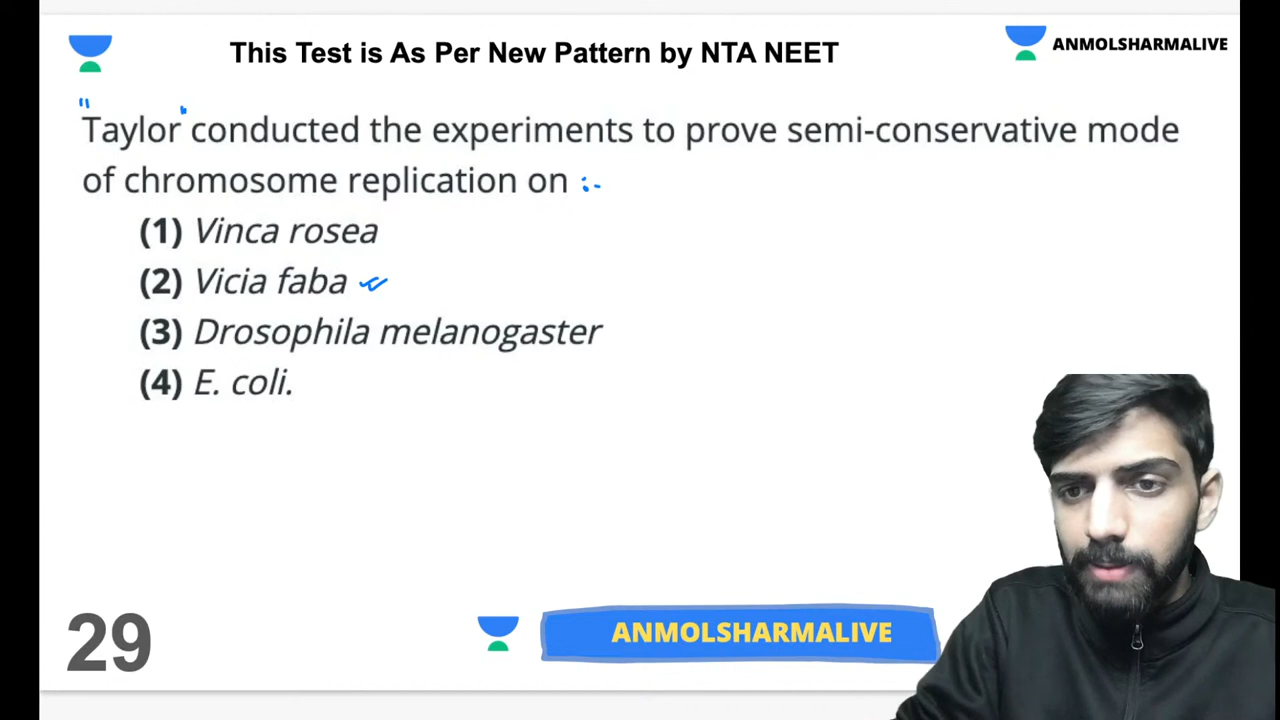 This Test is As Per New Pattern by NTA NEET
ANMOLSHARMALIVE
"Taylor" conducted the experiments to prove semi-conservative mode
of chromosome replication on :-
(1) Vinca rosea
(2) Vicia faba
(3) Drosophila melanogaster
(4) E. coli.
29
ANMOLSHARMALIVE